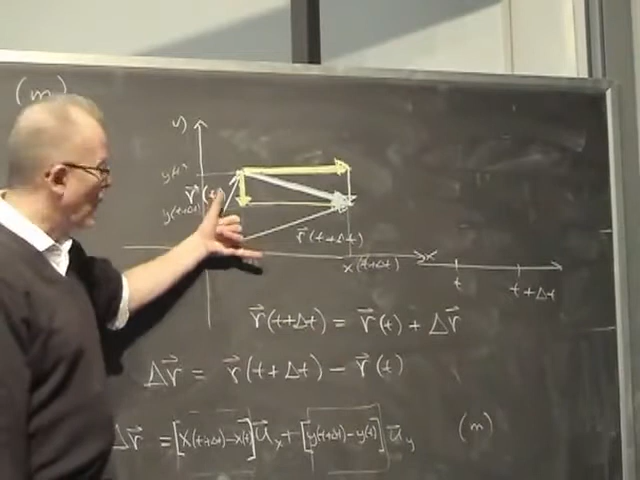 (m)
y
y(t)
r⃗(t)
y(t+Δt)
r⃗(t+Δt)
x(t+Δt)
x
t
t+Δt
r⃗(t+Δt) = r⃗(t) + Δr⃗
Δr⃗ = r⃗(t+Δt) − r⃗(t)
Δr⃗ = [x(t+Δt)−x(t)]u⃗x + [y(t+Δt)−y(t)]u⃗y (m)